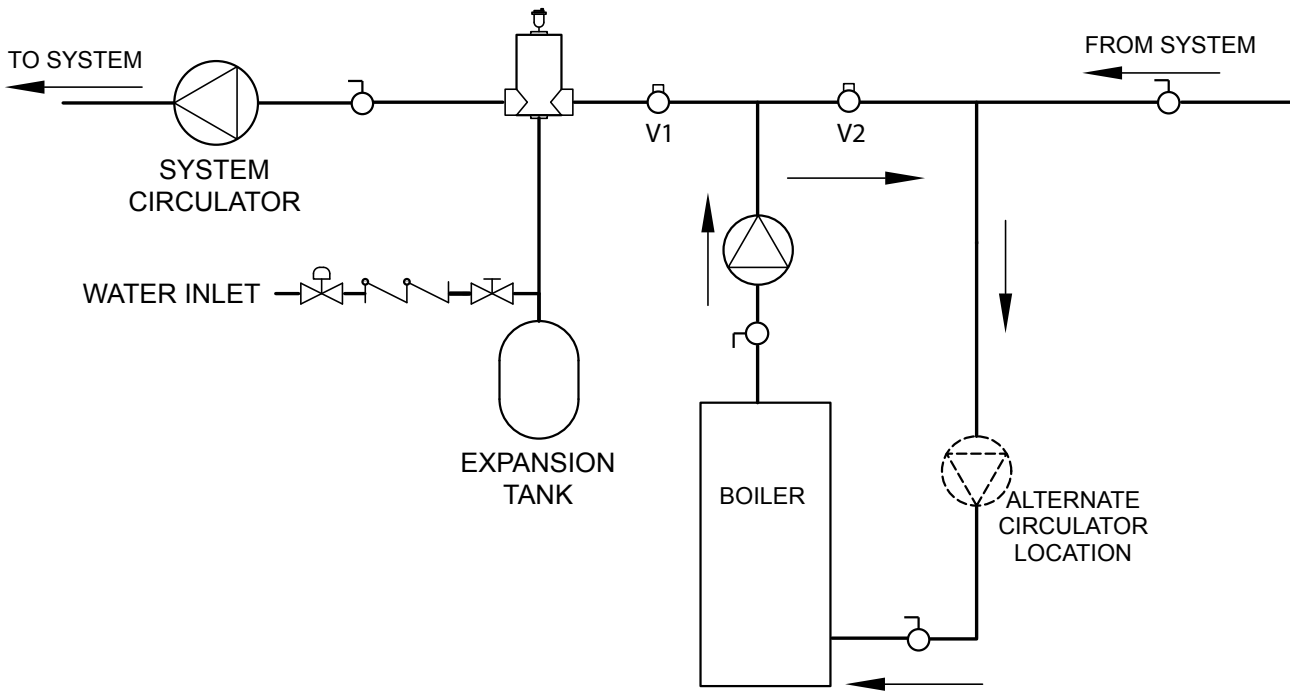 TO SYSTEM
FROM SYSTEM
V1
V2
SYSTEM
CIRCULATOR
WATER INLET
EXPANSION
TANK
BOILER
ALTERNATE
CIRCULATOR
LOCATION